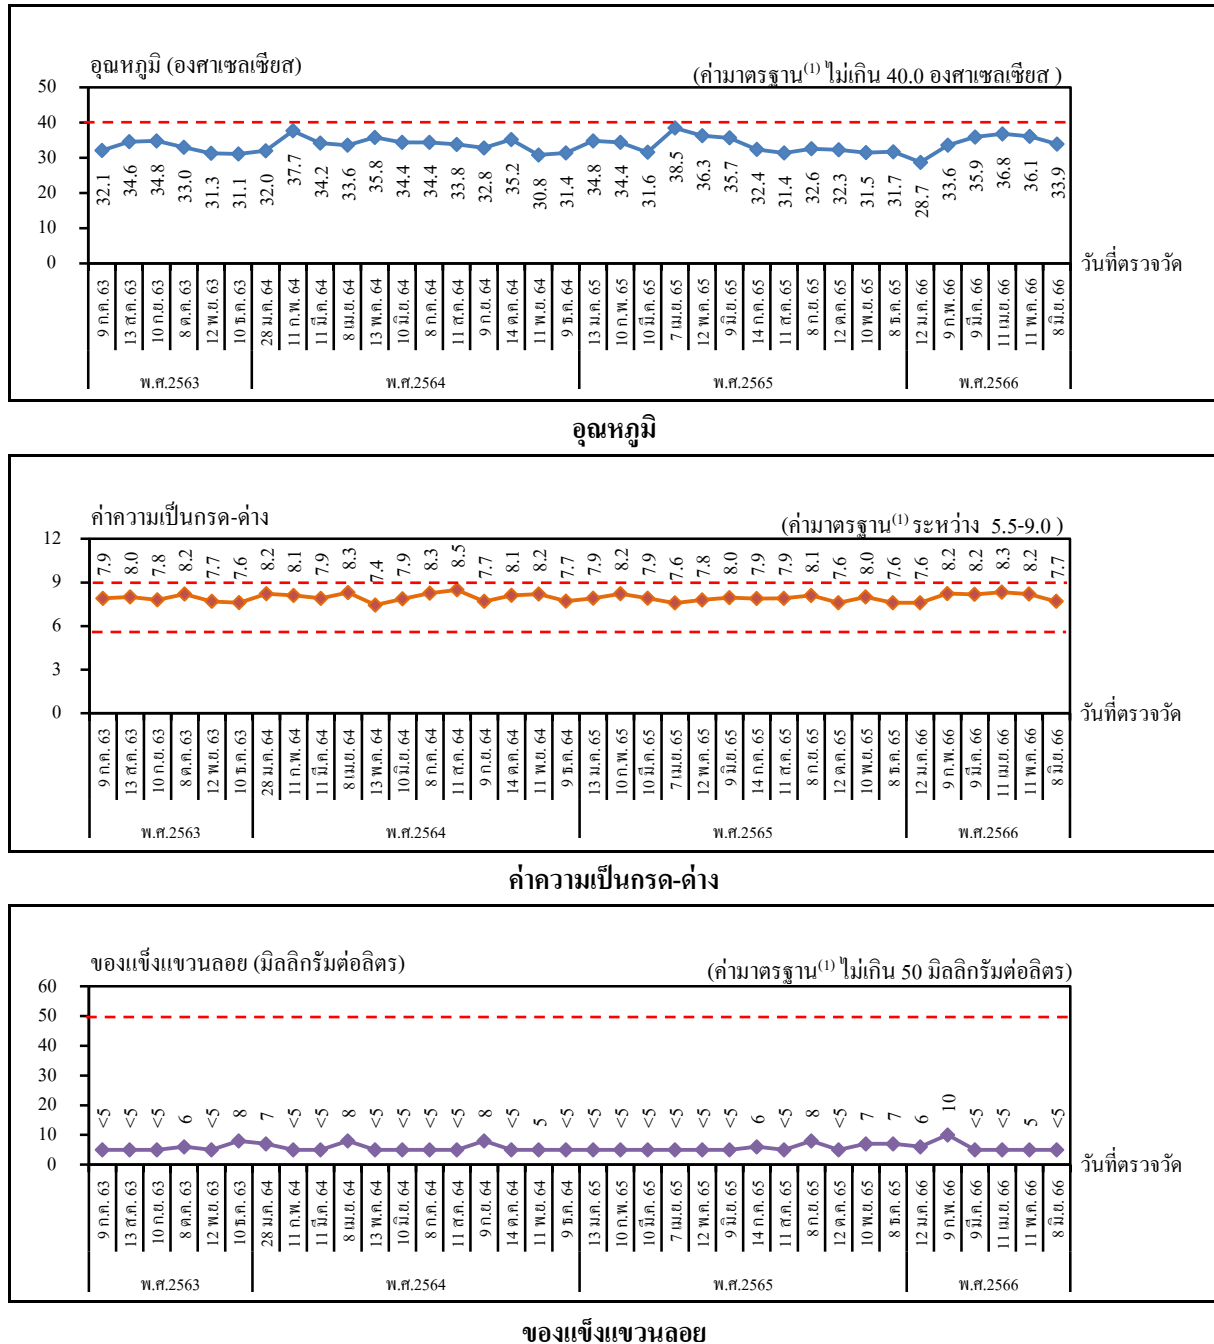 อุณหภูมิ (องศาเซลเซียส)
(ค่ามาตรฐาน(1) ไม่เกิน 40.0 องศาเซลเซียส )
50
40
30
20
10
0
32.1 34.6 34.8 33.0 31.3 31.1 32.0 37.7 34.2 33.6 35.8 34.4 34.4 33.8 32.8 35.2 30.8 31.4 34.8 34.4 31.6 38.5 36.3 35.7 32.4 31.4 32.6 32.3 31.5 31.7 28.7 33.6 35.9 36.8 36.1 33.9
วันที่ตรวจวัด
9 ก.ค. 63 13 ส.ค. 63 10 ก.ย. 63 8 ต.ค. 63 12 พ.ย. 63 10 ธ.ค. 63 28 ม.ค. 64 11 ก.พ. 64 11 มี.ค. 64 8 เม.ย. 64 13 พ.ค. 64 10 มิ.ย. 64 8 ก.ค. 64 11 ส.ค. 64 9 ก.ย. 64 14 ต.ค. 64 11 พ.ย. 64 9 ธ.ค. 64 13 ม.ค. 65 10 ก.พ. 65 10 มี.ค. 65 7 เม.ย. 65 12 พ.ค. 65 9 มิ.ย. 65 14 ก.ค. 65 11 ส.ค. 65 8 ก.ย. 65 12 ต.ค. 65 10 พ.ย. 65 8 ธ.ค. 65 12 ม.ค. 66 9 ก.พ. 66 9 มี.ค. 66 11 เม.ย. 66 11 พ.ค. 66 8 มิ.ย. 66
พ.ศ.2563 พ.ศ.2564 พ.ศ.2565 พ.ศ.2566
อุณหภูมิ
ค่าความเป็นกรด-ด่าง
(ค่ามาตรฐาน(1) ระหว่าง 5.5-9.0 )
12
9
6
3
0
7.9 8.0 7.8 8.2 7.7 7.6 8.2 8.1 7.9 8.3 7.4 7.9 8.3 8.5 7.7 8.1 8.2 7.7 7.9 8.2 7.9 7.6 7.8 8.0 7.9 7.9 8.1 7.6 8.0 7.6 7.6 8.2 8.2 8.3 8.2 7.7
วันที่ตรวจวัด
9 ก.ค. 63 13 ส.ค. 63 10 ก.ย. 63 8 ต.ค. 63 12 พ.ย. 63 10 ธ.ค. 63 28 ม.ค. 64 11 ก.พ. 64 11 มี.ค. 64 8 เม.ย. 64 13 พ.ค. 64 10 มิ.ย. 64 8 ก.ค. 64 11 ส.ค. 64 9 ก.ย. 64 14 ต.ค. 64 11 พ.ย. 64 9 ธ.ค. 64 13 ม.ค. 65 10 ก.พ. 65 10 มี.ค. 65 7 เม.ย. 65 12 พ.ค. 65 9 มิ.ย. 65 14 ก.ค. 65 11 ส.ค. 65 8 ก.ย. 65 12 ต.ค. 65 10 พ.ย. 65 8 ธ.ค. 65 12 ม.ค. 66 9 ก.พ. 66 9 มี.ค. 66 11 เม.ย. 66 11 พ.ค. 66 8 มิ.ย. 66
พ.ศ.2563 พ.ศ.2564 พ.ศ.2565 พ.ศ.2566
ค่าความเป็นกรด-ด่าง
ของแข็งแขวนลอย (มิลลิกรัมต่อลิตร)
(ค่ามาตรฐาน(1) ไม่เกิน 50 มิลลิกรัมต่อลิตร)
60
50
40
30
20
10
0
<5 <5 <5 6 <5 8 7 <5 <5 8 <5 <5 <5 <5 8 <5 5 <5 <5 <5 <5 <5 <5 <5 6 <5 8 <5 7 7 6 10 <5 <5 5 <5
วันที่ตรวจวัด
9 ก.ค. 63 13 ส.ค. 63 10 ก.ย. 63 8 ต.ค. 63 12 พ.ย. 63 10 ธ.ค. 63 28 ม.ค. 64 11 ก.พ. 64 11 มี.ค. 64 8 เม.ย. 64 13 พ.ค. 64 10 มิ.ย. 64 8 ก.ค. 64 11 ส.ค. 64 9 ก.ย. 64 14 ต.ค. 64 11 พ.ย. 64 9 ธ.ค. 64 13 ม.ค. 65 10 ก.พ. 65 10 มี.ค. 65 7 เม.ย. 65 12 พ.ค. 65 9 มิ.ย. 65 14 ก.ค. 65 11 ส.ค. 65 8 ก.ย. 65 12 ต.ค. 65 10 พ.ย. 65 8 ธ.ค. 65 12 ม.ค. 66 9 ก.พ. 66 9 มี.ค. 66 11 เม.ย. 66 11 พ.ค. 66 8 มิ.ย. 66
พ.ศ.2563 พ.ศ.2564 พ.ศ.2565 พ.ศ.2566
ของแข็งแขวนลอย